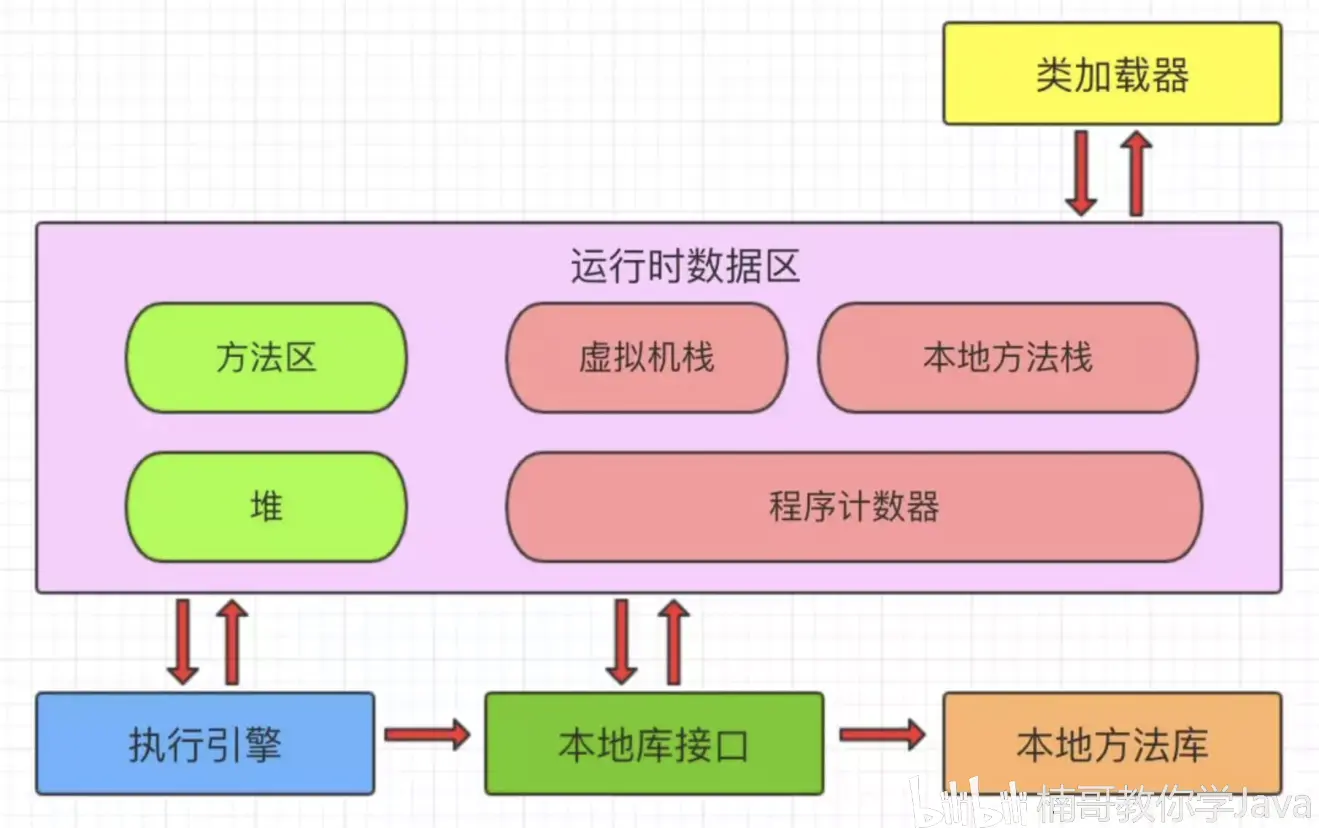 类加载器
运行时数据区
方法区
虚拟机栈
本地方法栈
堆
程序计数器
执行引擎
本地库接口
本地方法库
bilibili 楠哥教你学Java